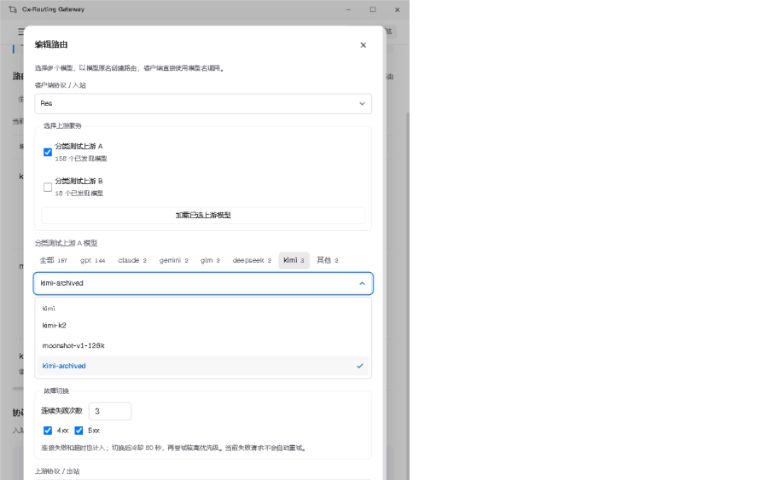 Cx-Routing Gateway
编辑路由
选择多个模型，以模型原名创建路由，客户端直接使用模型名调用。
客户端协议 / 入站
Res
选择上游服务
分类测试上游 A
158 个已发现模型
分类测试上游 B
18 个已发现模型
加载已选上游模型
分类测试上游 A 模型
全部 157 gpt 144 claude 2 gemini 2 glm 2 deepseek 2 kimi 3 其他 2
kimi-archived
kimi
kimi-k2
moonshot-v1-128k
kimi-archived
故障切换
连续失败次数 3
4xx 5xx
连接失败和超时也计入；切换后冷却 60 秒，再尝试较高优先级。当前失败请求不会自动重试。
上游协议 / 出站